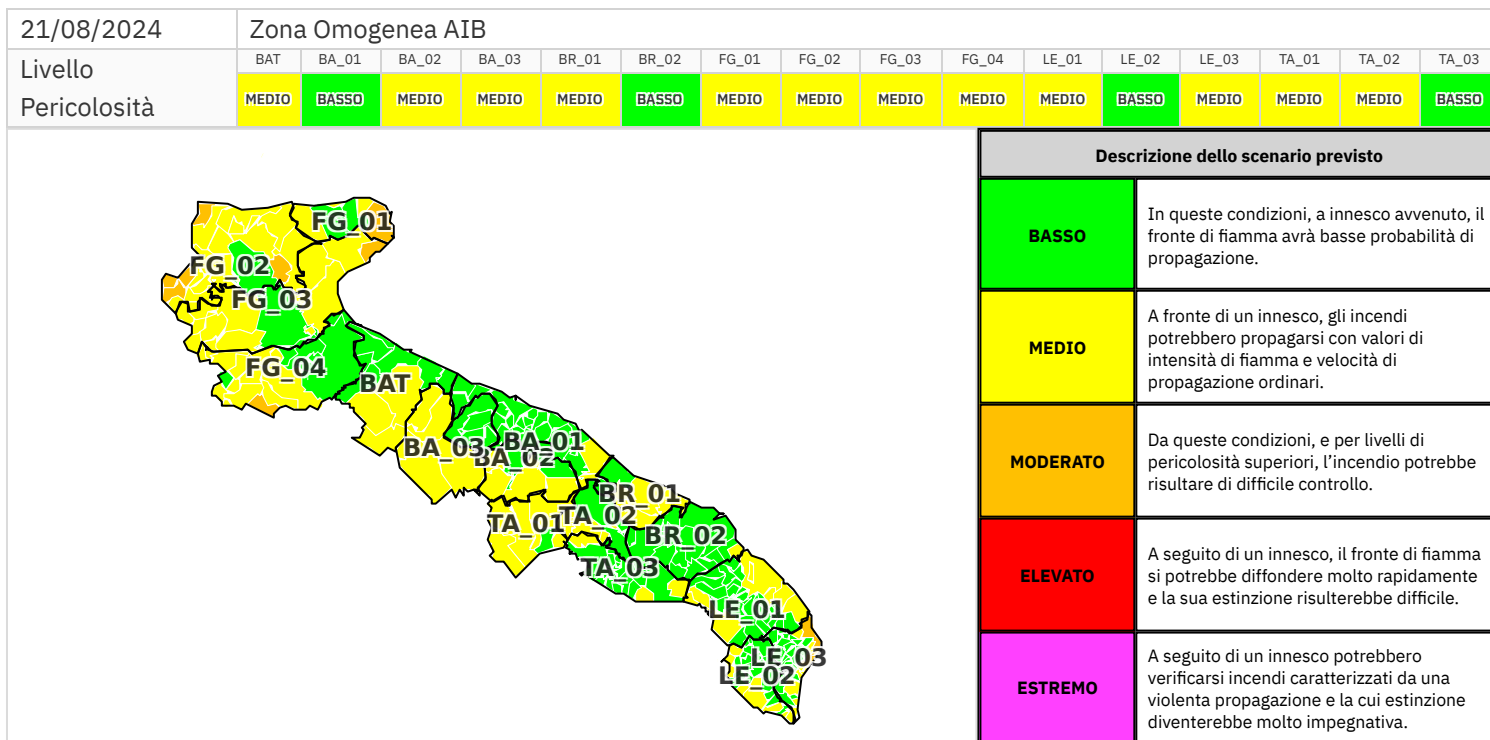 21/08/2024 Zona Omogenea AIB
BAT BA_01 BA_02 BA_03 BR_01 BR_02 FG_01 FG_02 FG_03 FG_04 LE_01 LE_02 LE_03 TA_01 TA_02 TA_03
Livello
Pericolosità
MEDIO BASSO MEDIO MEDIO MEDIO BASSO MEDIO MEDIO MEDIO MEDIO MEDIO BASSO MEDIO MEDIO MEDIO BASSO
FG_01
FG_02
FG_03
FG_04
BAT
BA_03
BA_01
BA_02
BR_01
TA_01
TA_02
BR_02
TA_03
LE_01
LE_03
LE_02
Descrizione dello scenario previsto
BASSO
In queste condizioni, a innesco avvenuto, il
fronte di fiamma avrà basse probabilità di
propagazione.
MEDIO
A fronte di un innesco, gli incendi
potrebbero propagarsi con valori di
intensità di fiamma e velocità di
propagazione ordinari.
MODERATO
Da queste condizioni, e per livelli di
pericolosità superiori, l’incendio potrebbe
risultare di difficile controllo.
ELEVATO
A seguito di un innesco, il fronte di fiamma
si potrebbe diffondere molto rapidamente
e la sua estinzione risulterebbe difficile.
ESTREMO
A seguito di un innesco potrebbero
verificarsi incendi caratterizzati da una
violenta propagazione e la cui estinzione
diventerebbe molto impegnativa.